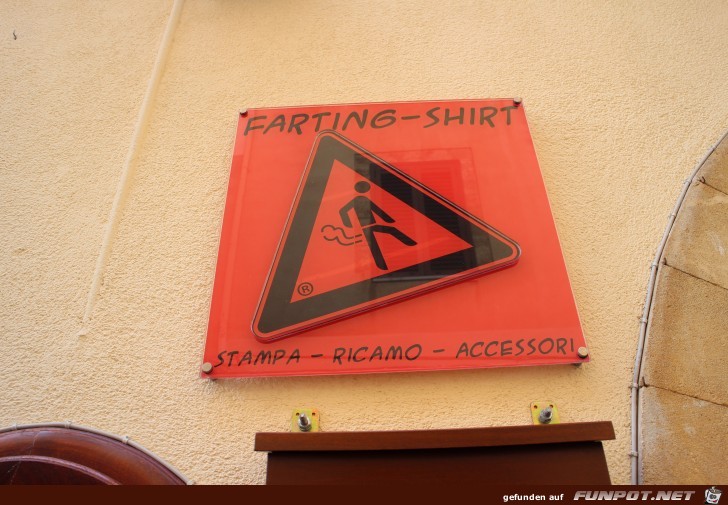 FARTING-SHIRT
®
STAMPA - RICAMO - ACCESSORI
gefunden auf FUNPOT.NET